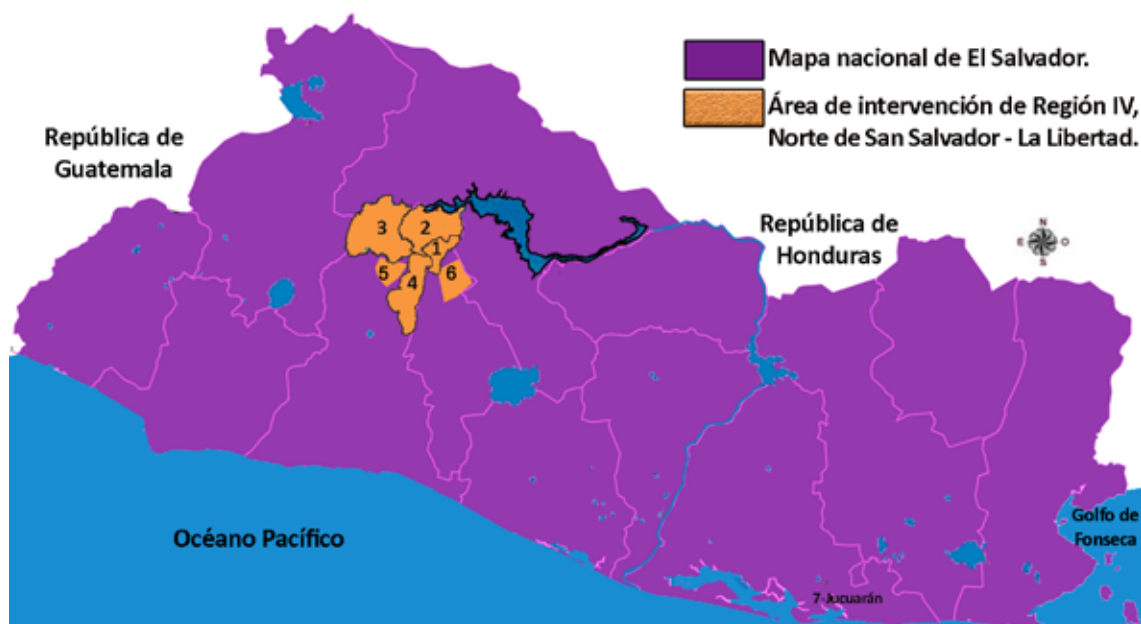 Mapa nacional de El Salvador.
Área de intervención de Región IV,
Norte de San Salvador - La Libertad.
República de
Guatemala
República de
Honduras
N
E O
S
3
2
1
5
4
6
Océano Pacífico
Golfo de
Fonseca
7-Jucuarán